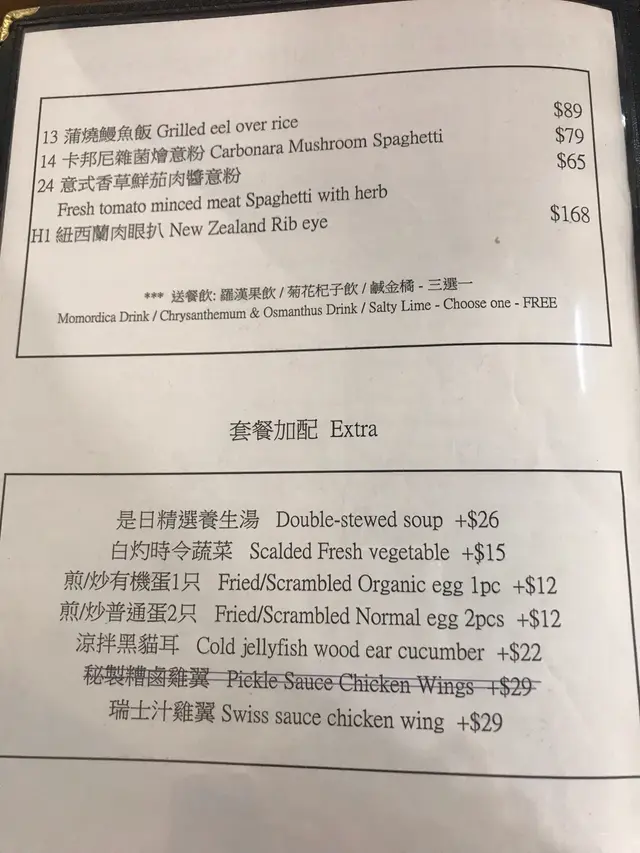 13 蒲燒鰻魚飯 Grilled eel over rice $89
14 卡邦尼雜菌燴意粉 Carbonara Mushroom Spaghetti $79
24 意式香草鮮茄肉醬意粉 $65
Fresh tomato minced meat Spaghetti with herb
H1 紐西蘭肉眼扒 New Zealand Rib eye $168
*** 送餐飲: 羅漢果飲 / 菊花杞子飲 / 鹹金橘 - 三選一
Momordica Drink / Chrysanthemum & Osmanthus Drink / Salty Lime - Choose one - FREE
套餐加配 Extra
是日精選養生湯 Double-stewed soup +$26
白灼時令蔬菜 Scalded Fresh vegetable +$15
煎/炒有機蛋1只 Fried/Scrambled Organic egg 1pc +$12
煎/炒普通蛋2只 Fried/Scrambled Normal egg 2pcs +$12
涼拌黑貓耳 Cold jellyfish wood ear cucumber +$22
秘製糟鹵雞翼 Pickle Sauce Chicken Wings +$29
瑞士汁雞翼 Swiss sauce chicken wing +$29